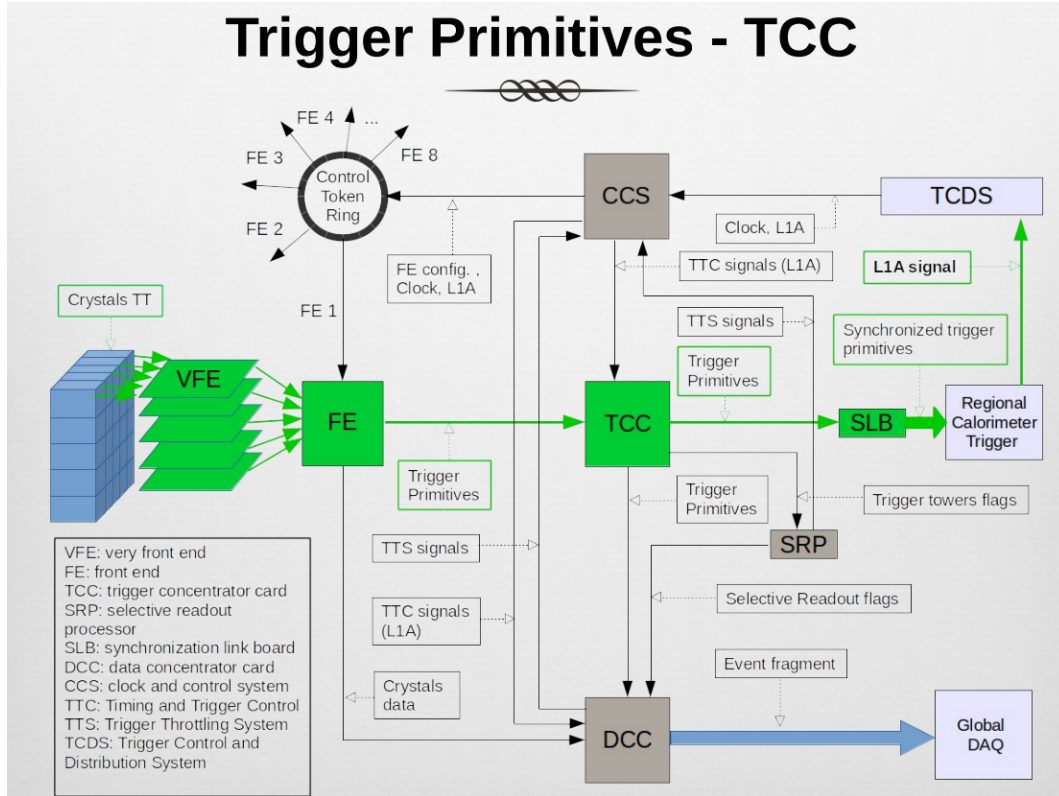 Trigger Primitives - TCC
FE 4
...
FE 3
FE 8
Control
Token
Ring
FE 2
FE 1
CCS
TCDS
Clock, L1A
FE config. ,
Clock, L1A
TTC signals (L1A)
L1A signal
Crystals TT
TTS signals
Synchronized trigger
primitives
VFE
FE
Trigger
Primitives
TCC
Trigger
Primitives
SLB
Regional
Calorimeter
Trigger
Trigger
Primitives
Trigger towers flags
SRP
TTS signals
TTC signals
(L1A)
Selective Readout flags
Crystals
data
Event fragment
DCC
Global
DAQ
VFE: very front end
FE: front end
TCC: trigger concentrator card
SRP: selective readout
processor
SLB: synchronization link board
DCC: data concentrator card
CCS: clock and control system
TTC: Timing and Trigger Control
TTS: Trigger Throttling System
TCDS: Trigger Control and
Distribution System